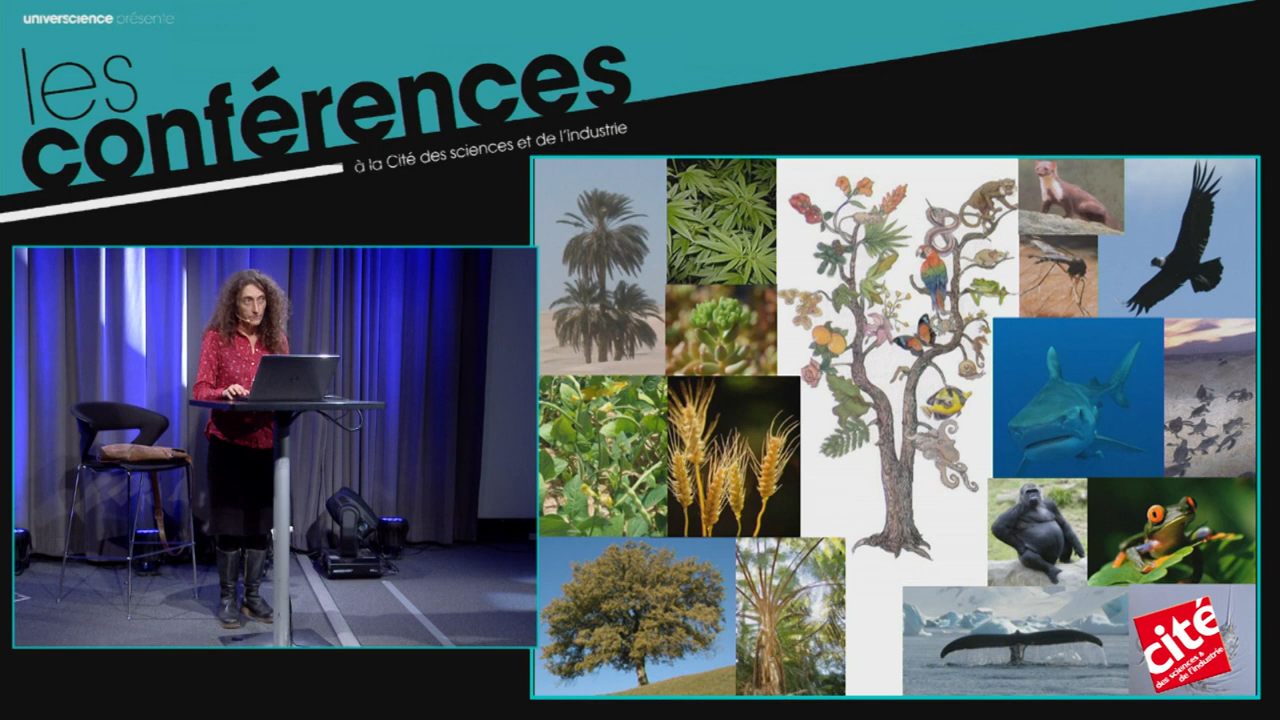 universcience présente
les
conférences
à la Cité des sciences et de l'industrie
cité
des sciences &
de l'industrie